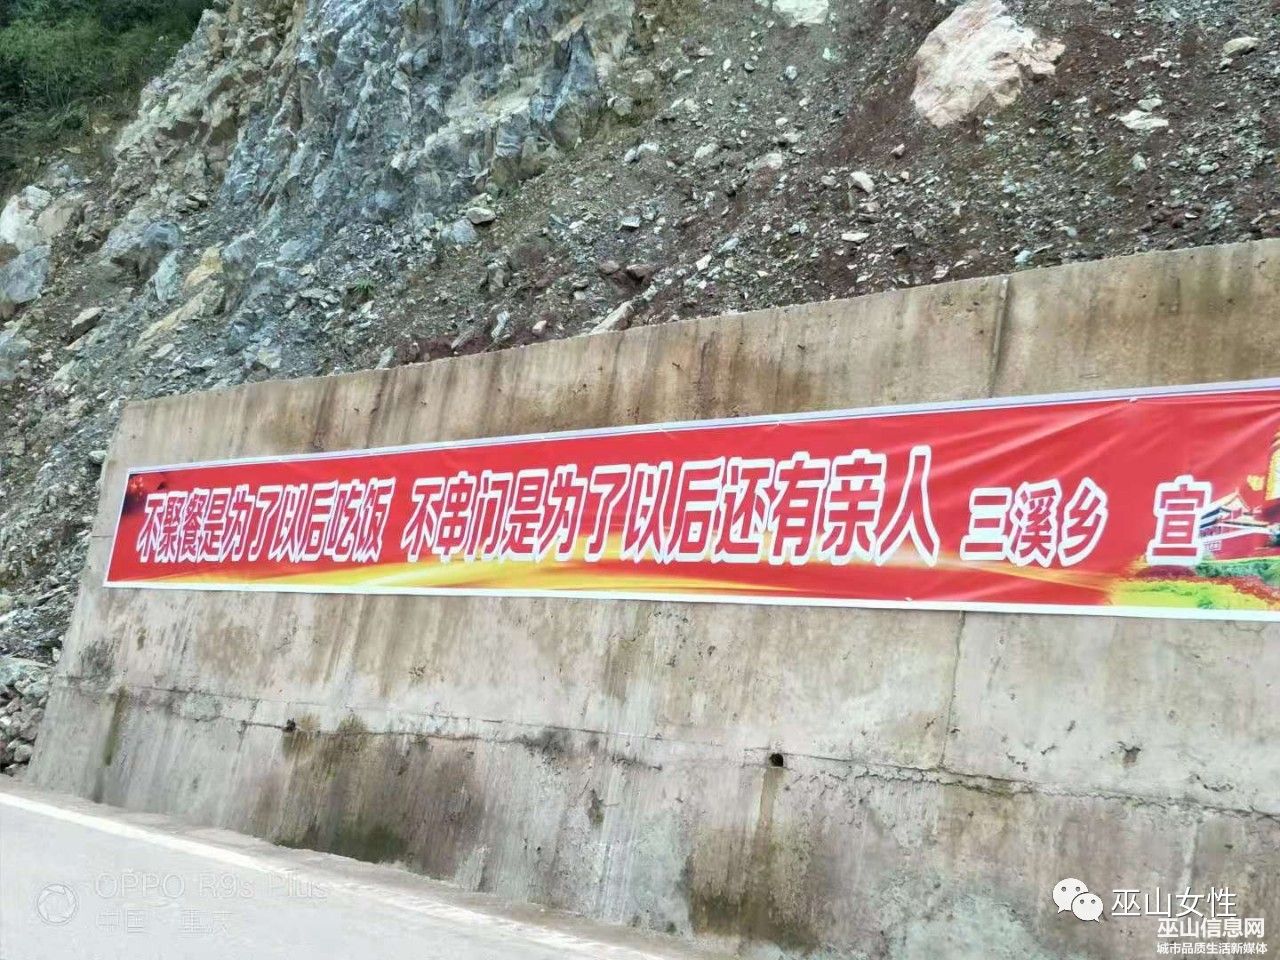 不聚餐是为了以后吃饭 不串门是为了以后还有亲人 三溪乡 宣
OPPO R9s Plus
中国·重庆
巫山女性
巫山信息网
城市品质生活新媒体